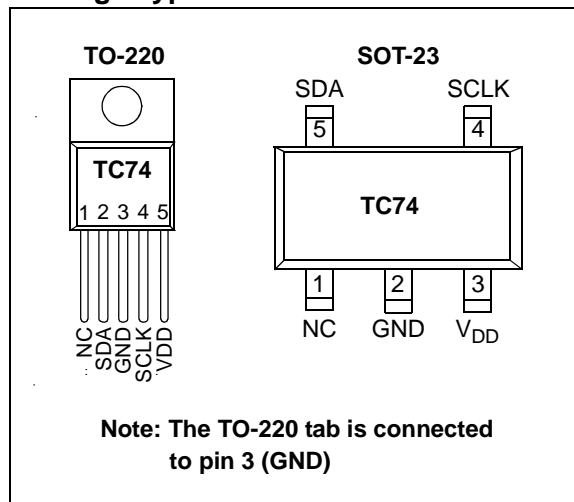 TO-220
SOT-23
SDA SCLK
5 4
TC74
1 2 3 4 5
NC
SDA
GND
SCLK
VDD
TC74
1 2 3
NC GND VDD
Note: The TO-220 tab is connected
to pin 3 (GND)